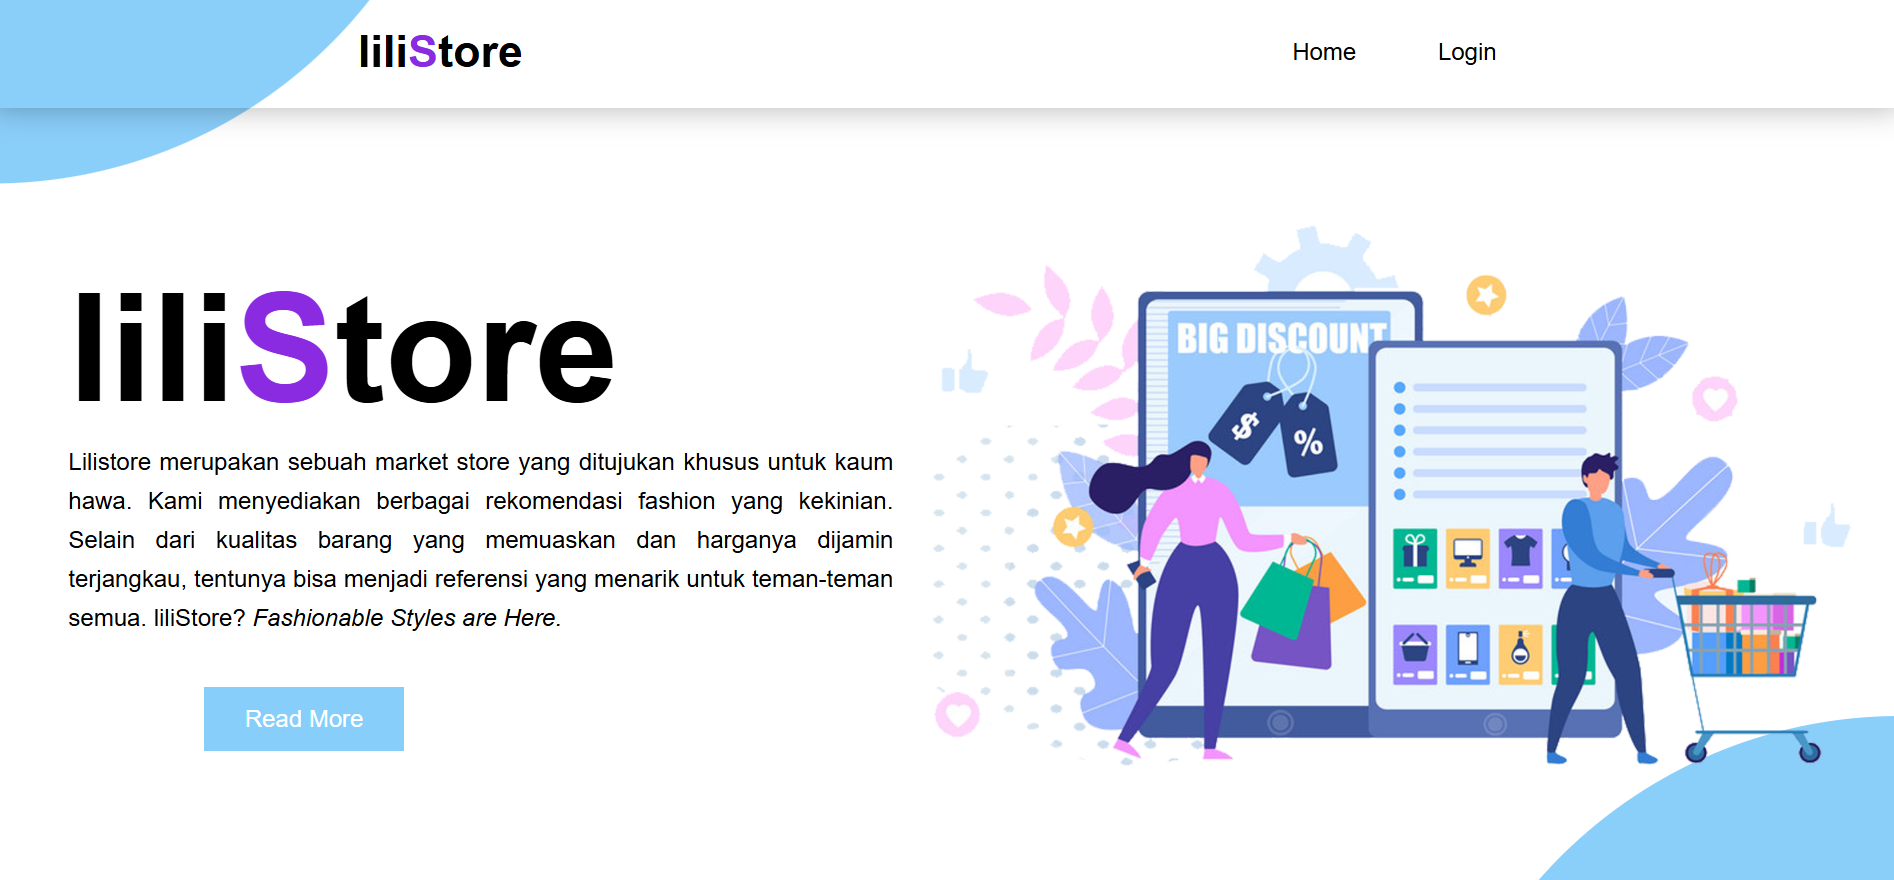 liliStore
Home
Login
liliStore
Lilistore merupakan sebuah market store yang ditujukan khusus untuk kaum
hawa. Kami menyediakan berbagai rekomendasi fashion yang kekinian.
Selain dari kualitas barang yang memuaskan dan harganya dijamin
terjangkau, tentunya bisa menjadi referensi yang menarik untuk teman-teman
semua. liliStore? Fashionable Styles are Here.
Read More
BIG DISCOUNT
$
%